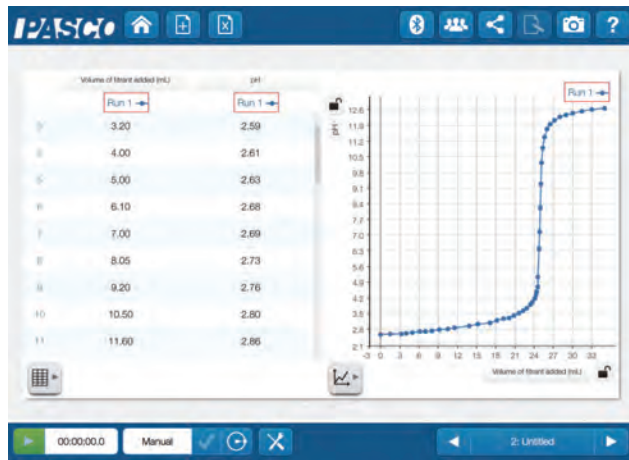 PASCO
?
Volume of titrant added (mL) pH
Run 1 Run 1
3.20 2.59
4.00 2.61
5.00 2.63
6.10 2.68
7.00 2.69
8.05 2.73
9.20 2.76
10 10.50 2.80
11 11.60 2.86
Run 1
pH
12.6
11.9
11.2
10.5
9.8
9.1
8.4
7.7
7.0
6.3
5.6
4.9
4.2
3.5
2.8
2.1
-3 0 3 6 9 12 15 18 21 24 27 30 33
Volume of titrant added (mL)
00:00:00.0 Manual 2: Untitled